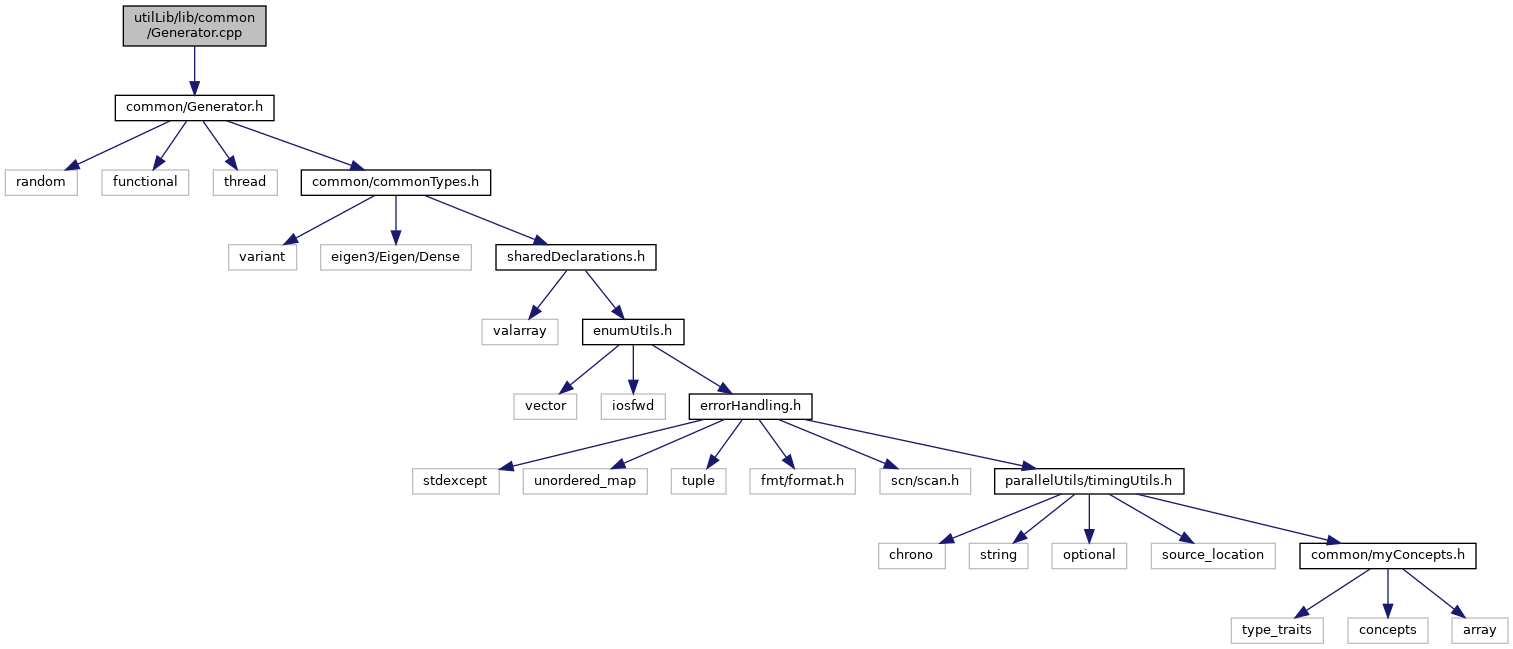 utilLib/lib/common
/Generator.cpp
common/Generator.h
random
functional
thread
common/commonTypes.h
variant
eigen3/Eigen/Dense
sharedDeclarations.h
valarray
enumUtils.h
vector
iosfwd
errorHandling.h
stdexcept
unordered_map
tuple
fmt/format.h
scn/scan.h
parallelUtils/timingUtils.h
chrono
string
optional
source_location
common/myConcepts.h
type_traits
concepts
array